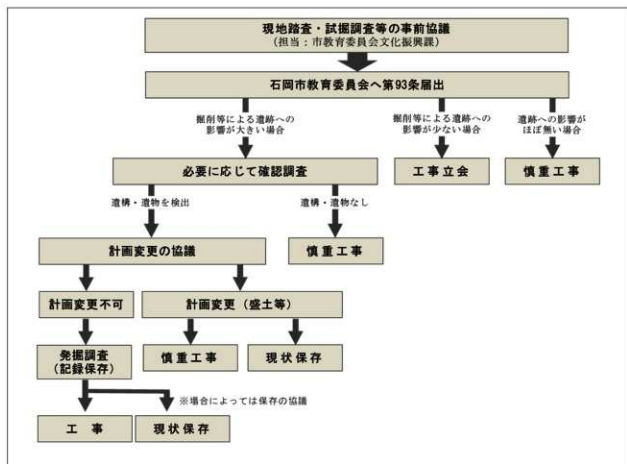 現地踏査・試掘調査等の事前協議
(担当：市教育委員会文化振興課)
石岡市教育委員会へ第93条届出
掘削等による遺跡への
影響が大きい場合
掘削等による遺跡への
影響が少ない場合
遺跡への影響が
ほぼ無い場合
必要に応じて確認調査
工事立会
慎重工事
遺構・遺物を検出
遺構・遺物なし
計画変更の協議
慎重工事
計画変更不可
計画変更（盛土等）
発掘調査
(記録保存)
慎重工事
現状保存
※場合によっては保存の協議
工　事
現状保存